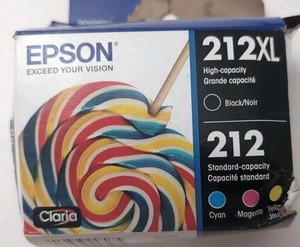 EPSON
EXCEED YOUR VISION
212XL
High-capacity
Grande capacité
Black/Noir
212
Standard-capacity
Capacité standard
Cyan
Magenta
Claria